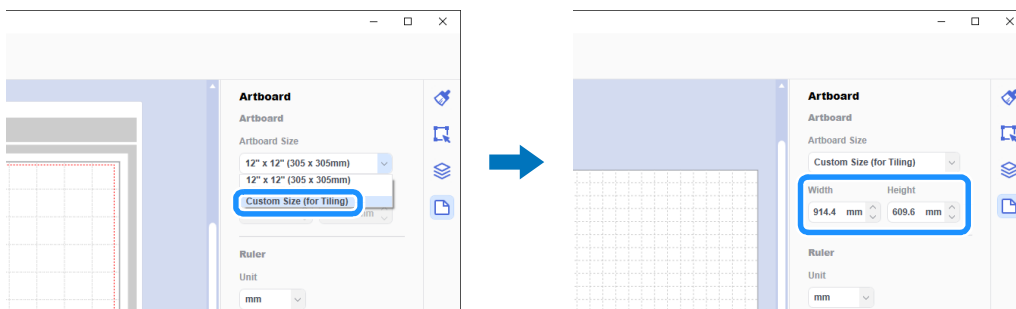 Artboard
Artboard
Artboard Size
12" x 12" (305 x 305mm)
12" x 12" (305 x 305mm)
Custom Size (for Tiling)
m
Ruler
Unit
mm
Artboard
Artboard
Artboard Size
Custom Size (for Tiling)
Width Height
914.4 mm 609.6 mm
Ruler
Unit
mm